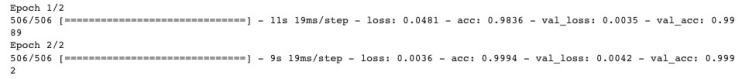 Epoch 1/2
506/506 [==============================] - 11s 19ms/step - loss: 0.0481 - acc: 0.9836 - val_loss: 0.0035 - val_acc: 0.99
89
Epoch 2/2
506/506 [==============================] - 9s 19ms/step - loss: 0.0036 - acc: 0.9994 - val_loss: 0.0042 - val_acc: 0.999
2